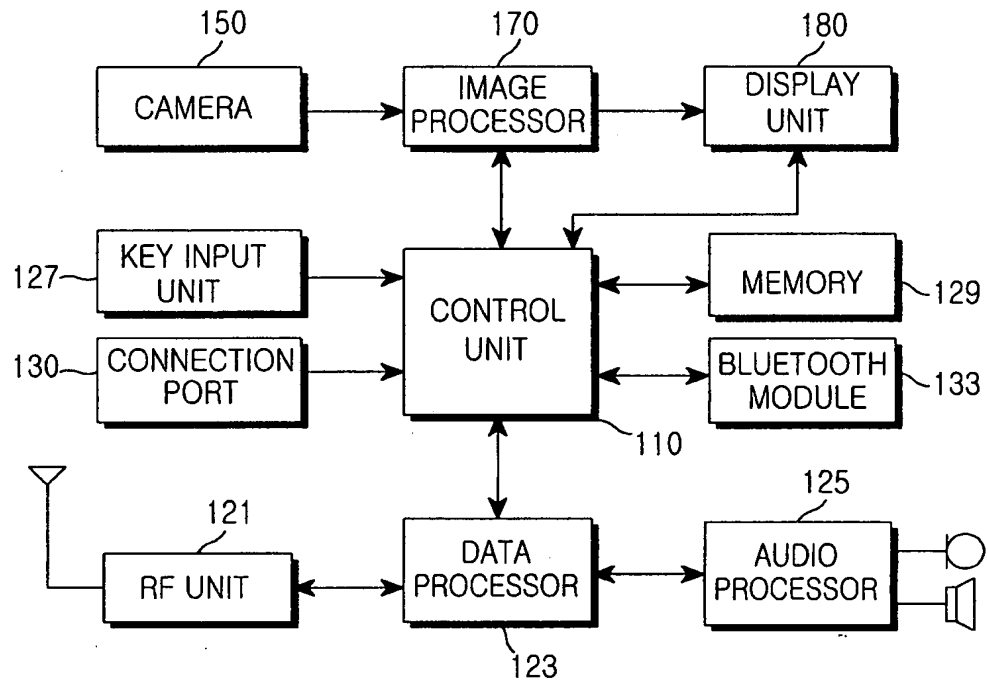 150
170
180
CAMERA
IMAGE
PROCESSOR
DISPLAY
UNIT
127
KEY INPUT
UNIT
CONTROL
UNIT
MEMORY
129
130
CONNECTION
PORT
BLUETOOTH
MODULE
133
110
121
125
RF UNIT
DATA
PROCESSOR
AUDIO
PROCESSOR
123